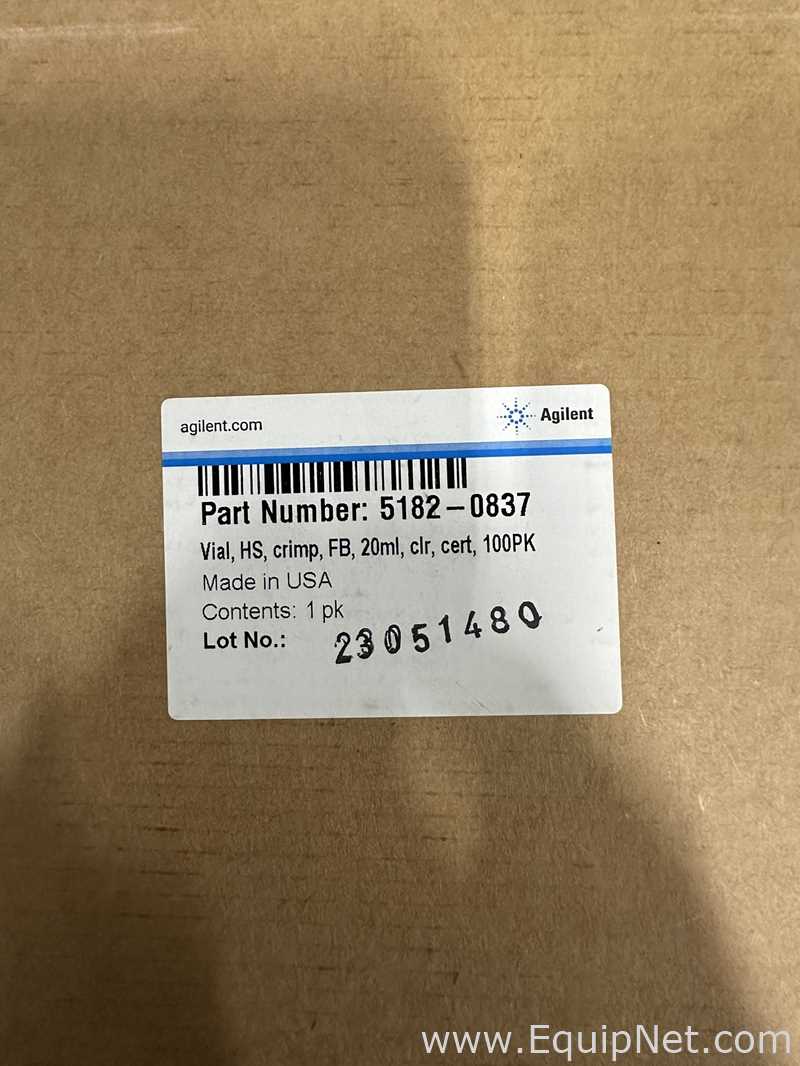 agilent.com
Agilent
Part Number: 5182-0837
Vial, HS, crimp, FB, 20ml, clr, cert, 100PK
Made in USA
Contents: 1 pk
Lot No.: 23051480
www.EquipNet.com